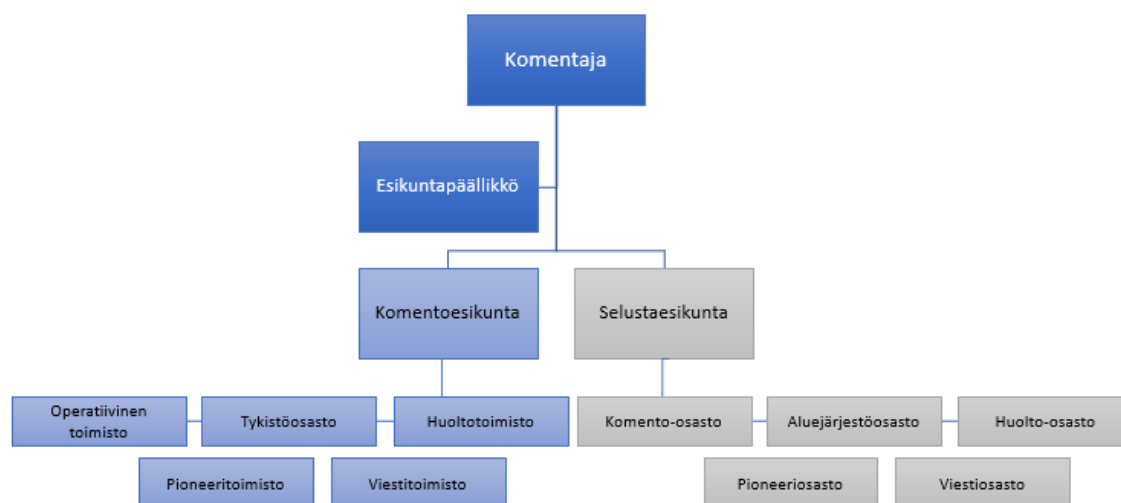 Komentaja
Esikuntapäällikkö
Komentoesikunta
Selustaesikunta
Operatiivinen
toimisto
Tykistöosasto
Huoltotoimisto
Komento-osasto
Aluejärjestöosasto
Huolto-osasto
Pioneeritoimisto
Viestitoimisto
Pioneeriosasto
Viestiosasto